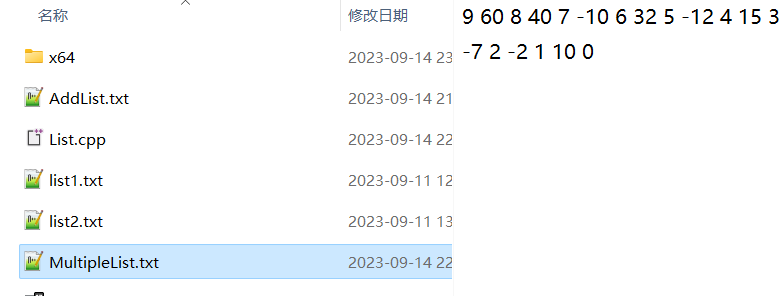 名称 修改日期
x64 2023-09-14 23
AddList.txt 2023-09-14 21
List.cpp 2023-09-14 22
list1.txt 2023-09-11 12
list2.txt 2023-09-11 13
MultipleList.txt 2023-09-14 22
9 60 8 40 7 -10 6 32 5 -12 4 15 3
-7 2 -2 1 10 0